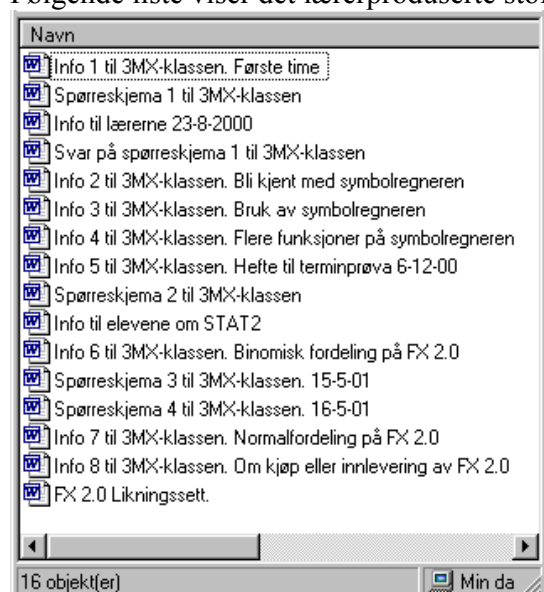 Følgende liste viser det lærerproduserte stof
Navn
Info 1 til 3MX-klassen. Første time
Spørreskjema 1 til 3MX-klassen
Info til lærerne 23-8-2000
Svar på spørreskjema 1 til 3MX-klassen
Info 2 til 3MX-klassen. Bli kjent med symbolregneren
Info 3 til 3MX-klassen. Bruk av symbolregneren
Info 4 til 3MX-klassen. Flere funksjoner på symbolregneren
Info 5 til 3MX-klassen. Hefte til terminprøva 6-12-00
Spørreskjema 2 til 3MX-klassen
Info til elevene om STAT2
Info 6 til 3MX-klassen. Binomisk fordeling på FX 2.0
Spørreskjema 3 til 3MX-klassen. 15-5-01
Spørreskjema 4 til 3MX-klassen. 16-5-01
Info 7 til 3MX-klassen. Normalfordeling på FX 2.0
Info 8 til 3MX-klassen. Om kjøp eller innlevering av FX 2.0
FX 2.0 Likningssett.
16 objekt(er) Min da